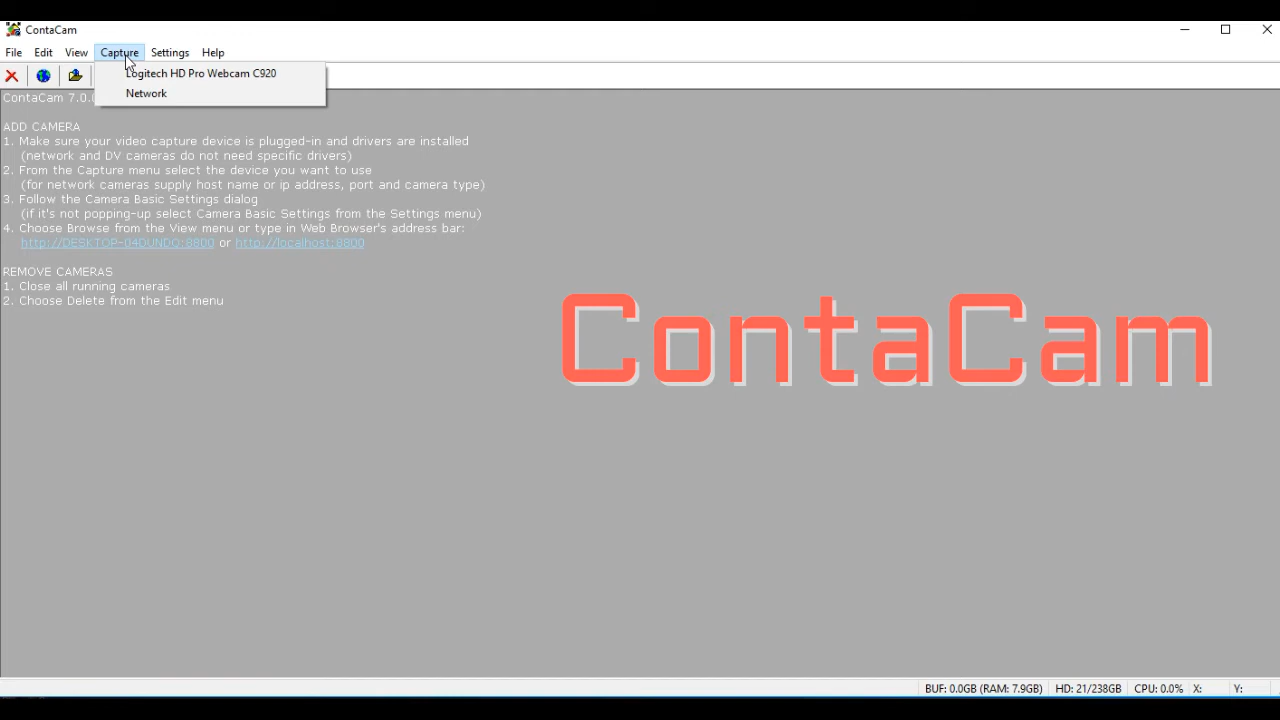 ContaCam
File Edit View Capture Settings Help
Logitech HD Pro Webcam C920
Network
ContaCam 7.0.
ADD CAMERA
1. Make sure your video capture device is plugged-in and drivers are installed
(network and DV cameras do not need specific drivers)
2. From the Capture menu select the device you want to use
(for network cameras supply host name or ip address, port and camera type)
3. Follow the Camera Basic Settings dialog
(if it's not popping-up select Camera Basic Settings from the Settings menu)
4. Choose Browse from the View menu or type in Web Browser's address bar:
http://DESKTOP-04DUNDO:8800 or http://localhost:8800
REMOVE CAMERAS
1. Close all running cameras
2. Choose Delete from the Edit menu
ContaCam
BUF: 0.0GB (RAM: 7.9GB) HD: 21/238GB CPU: 0.0% X: Y: